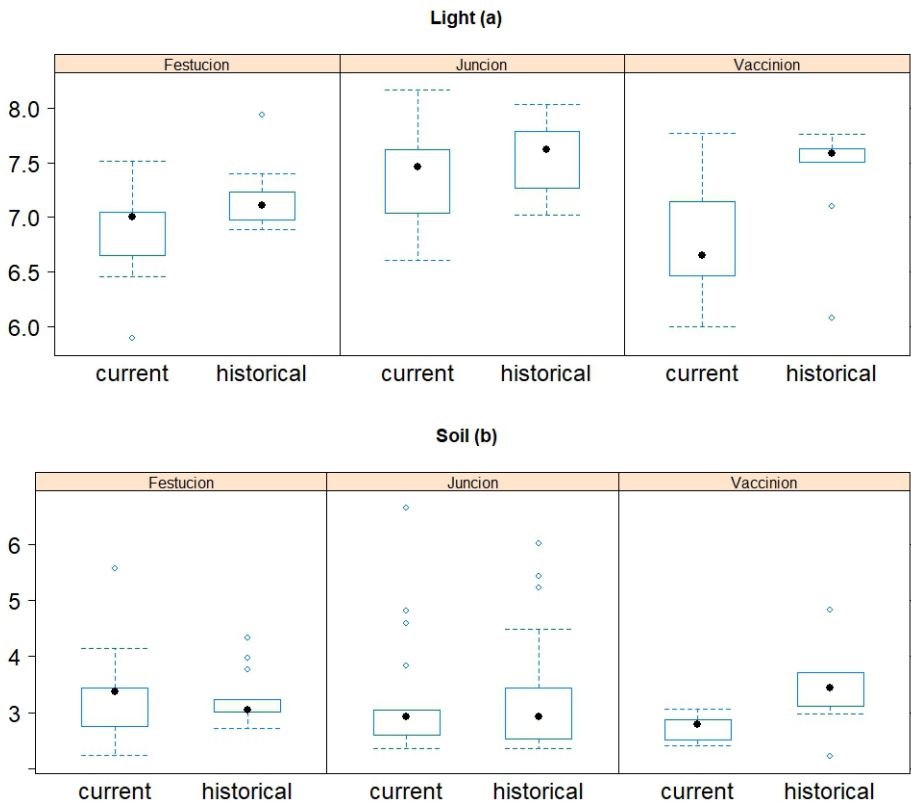 Light (a)
Festucion Juncion Vaccinion
8.0
7.5
7.0
6.5
6.0
current historical current historical current historical
Soil (b)
Festucion Juncion Vaccinion
6
5
4
3
current historical current historical current historical